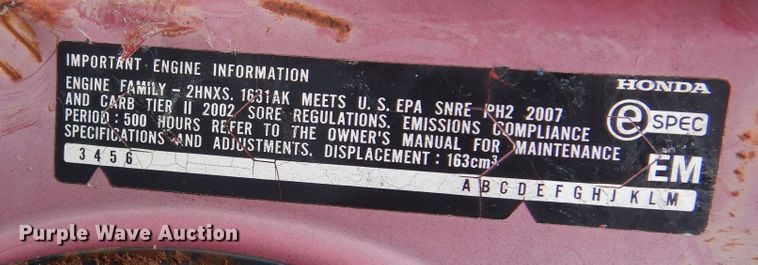 IMPORTANT ENGINE INFORMATION
ENGINE FAMILY - 2HNXS. 1631AK MEETS U. S. EPA SNRE PH2 2007
AND CARB TIER II 2002 SORE REGULATIONS. EMISSIONS COMPLIANCE
PERIOD : 500 HOURS REFER TO THE OWNER'S MANUAL FOR MAINTENANCE
SPECIFICATIONS AND ADJUSTMENTS. DISPLACEMENT : 163cm³
HONDA
e SPEC
EM
3 4 5 6
A B C D E F G H J K L M
Purple Wave Auction